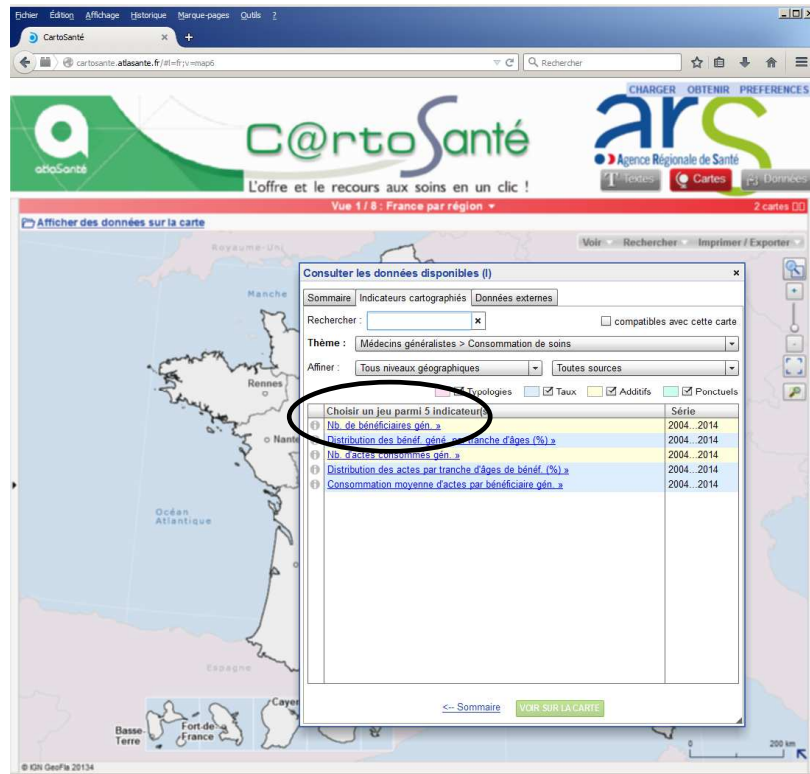 Fichier Édition Affichage Historique Marque-pages Outils ?
CartoSanté × +
cartosante.atlasante.fr/#l=fr;v=map6
Rechercher
CHARGER OBTENIR PREFERENCES
atlaSanté
C@rtoSanté
L'offre et le recours aux soins en un clic !
ars
Agence Régionale de Santé
Textes Cartes Données
Vue 1 / 8 : France par région
2 cartes
Afficher des données sur la carte
Voir Rechercher Imprimer / Exporter
Royaume-Uni
Manche
Rennes
Nante
Océan
Atlantique
Espagne
Consulter les données disponibles (I) ×
Sommaire Indicateurs cartographiés Données externes
Rechercher : × compatibles avec cette carte
Thème : Médecins généralistes > Consommation de soins
Affiner : Tous niveaux géographiques Toutes sources
Typologies Taux Additifs Ponctuels
Choisir un jeu parmi 5 indicateur(s) Série
Nb. de bénéficiaires gén. » 2004...2014
Distribution des bénéf. géné. par tranche d'âges (%) » 2004...2014
Nb. d'actes consommés gén. » 2004...2014
Distribution des actes par tranche d'âges de bénéf. (%) » 2004...2014
Consommation moyenne d'actes par bénéficiaire gén. » 2004...2014
<-- Sommaire VOIR SUR LA CARTE
Basse-
Terre
Fort-de-
France
Cayen
0 200 km
© IGN GeoFla 20134